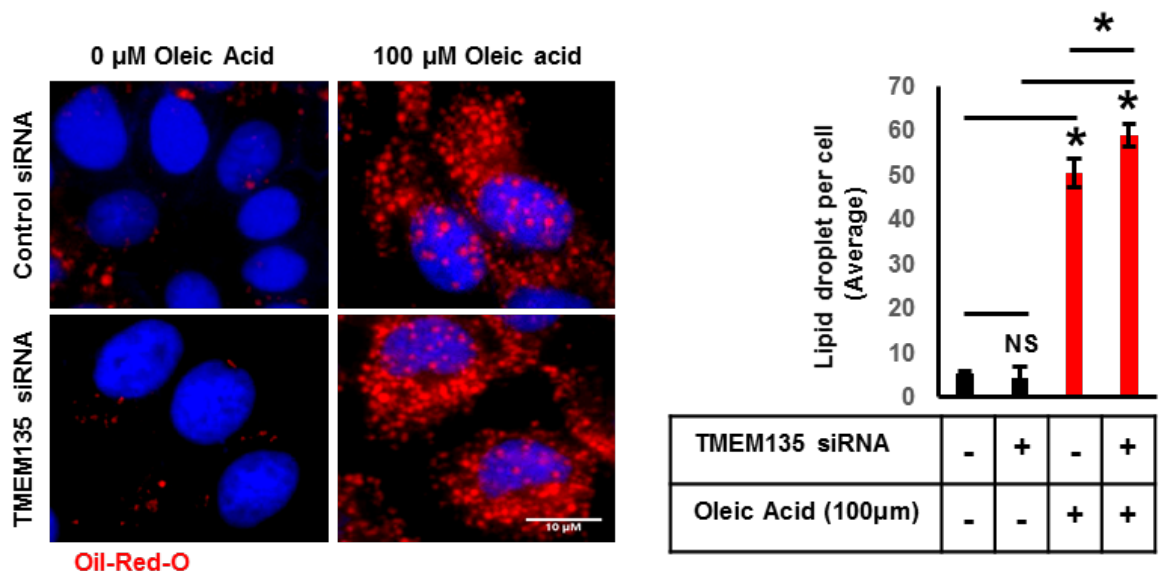 0 µM Oleic Acid
100 µM Oleic acid
Control siRNA
TMEM135 siRNA
10 µM
Oil-Red-O
*
*
*
NS
Lipid droplet per cell
(Average)
70
60
50
40
30
20
10
0
TMEM135 siRNA - + - +
Oleic Acid (100µm) - - + +